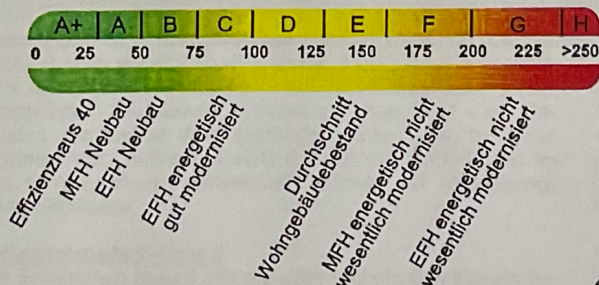 A+ A B C D E F G H
0 25 50 75 100 125 150 175 200 225 >250
Effizienzhaus 40
MFH Neubau
EFH Neubau
EFH energetisch
gut modernisiert
Durchschnitt
Wohngebäudebestand
MFH energetisch nicht
wesentlich modernisiert
EFH energetisch nicht
wesentlich modernisiert